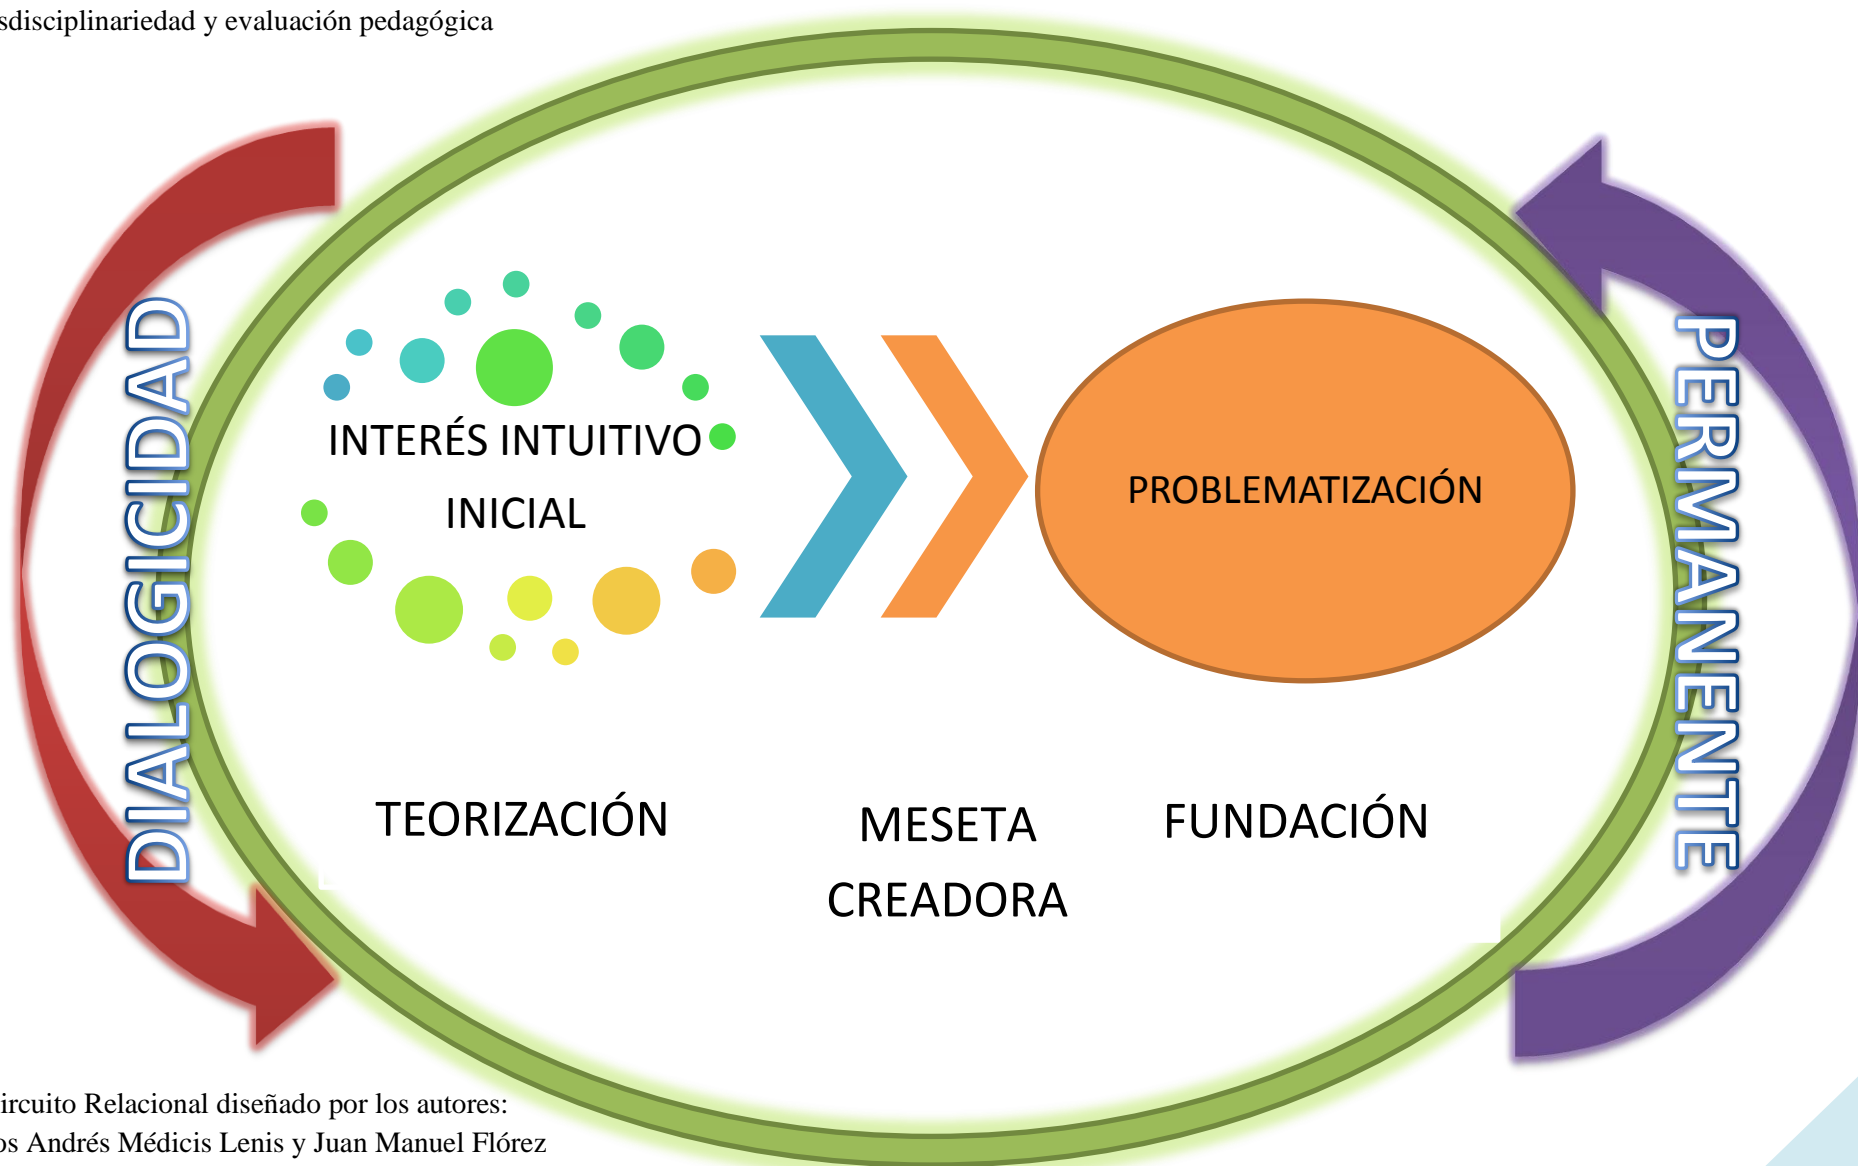 sdisciplinariedad y evaluación pedagógica
DIALOGICIDAD
INTERÉS INTUITIVO
INICIAL
PROBLEMATIZACIÓN
PERMANENTE
TEORIZACIÓN
MESETA
CREADORA
FUNDACIÓN
ircuito Relacional diseñado por los autores:
os Andrés Médicis Lenis y Juan Manuel Flórez